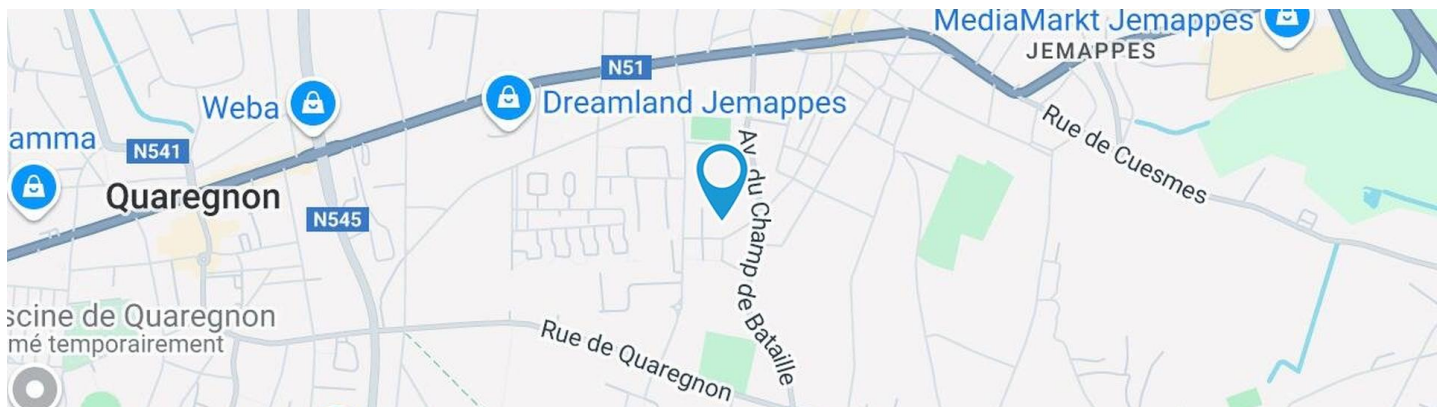 MediaMarkt Jemappes
JEMAPPES
N51
Weba
Dreamland Jemappes
amma
N541
Rue de Cuesmes
Quaregnon
N545
Av. du Champ de Bataille
scine de Quaregnon
mé temporairement
Rue de Quaregnon